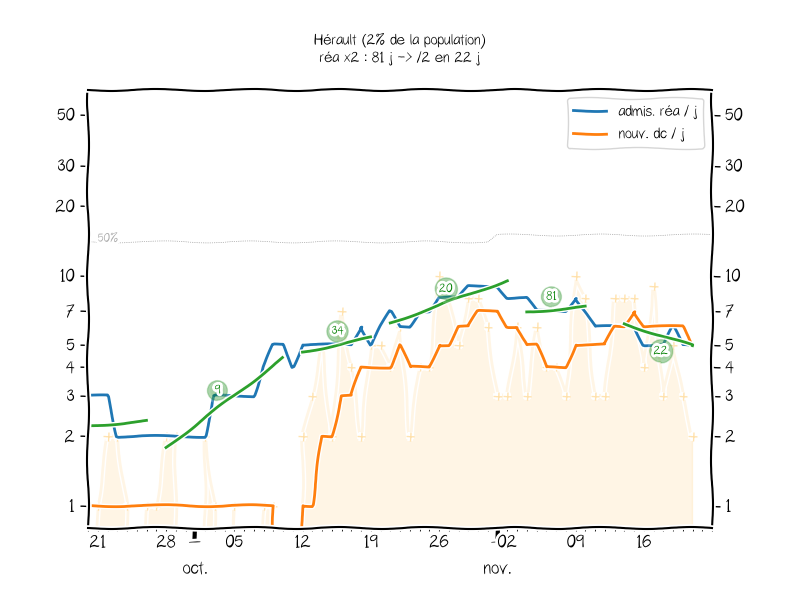 Hérault (2% de la population)
réa x2 : 81 j -> /2 en 22 j
admis. réa / j
nouv. dc / j
50 50
30 30
20 20
50%
10 10
7 7
5 5
4 4
3 3
2 2
1 1
9
34
20
81
22
21 28 05 12 19 26 02 09 16
oct. nov.